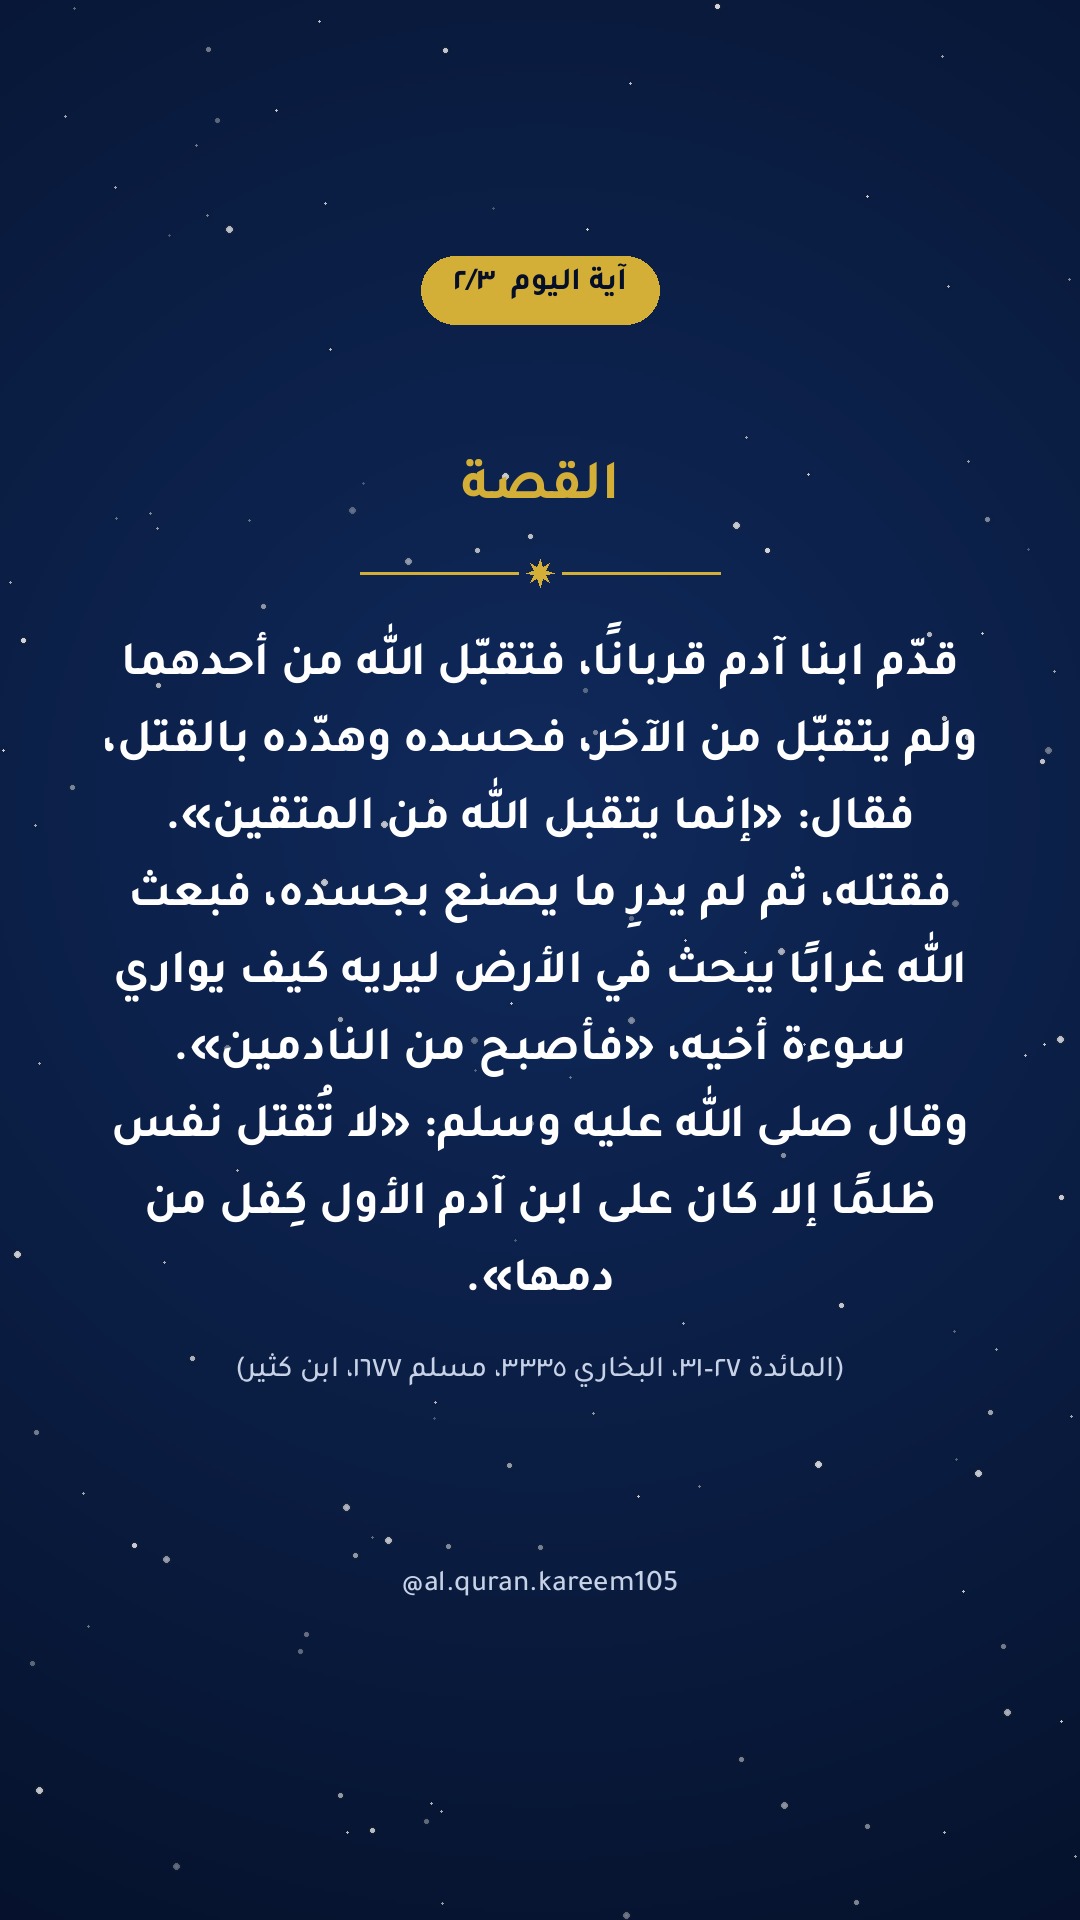 آية اليوم ٢/٣
القصة
قدّم ابنا آدم قربانًا، فتقبّل الله من أحدهما
ولم يتقبّل من الآخر، فحسده وهدّده بالقتل،
فقال: «إنما يتقبل الله من المتقين».
فقتله، ثم لم يدرِ ما يصنع بجسده، فبعث
الله غرابًا يبحث في الأرض ليريه كيف يواري
سوءة أخيه، «فأصبح من النادمين».
وقال صلى الله عليه وسلم: «لا تُقتل نفس
ظلمًا إلا كان على ابن آدم الأول كِفل من
دمها».
(المائدة ٢٧-٣١، البخاري ٣٣٣٥، مسلم ١٦٧٧، ابن كثير)
@al.quran.kareem105